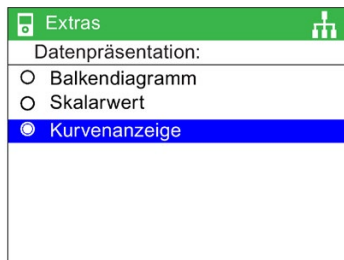 Extras
Datenpräsentation:
Balkendiagramm
Skalarwert
Kurvenanzeige